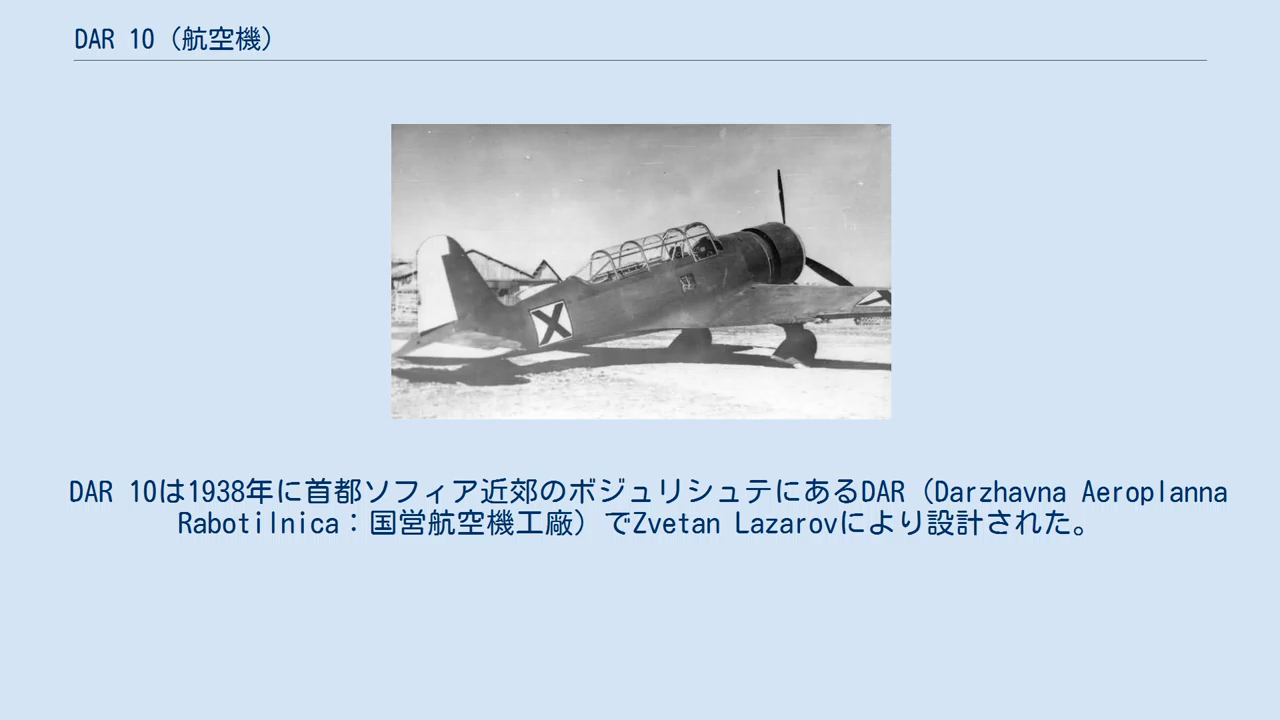 DAR 10（航空機）
DAR 10は1938年に首都ソフィア近郊のボジュリシュテにあるDAR（Darzhavna Aeroplanna
Rabotilnica：国営航空機工廠）でZvetan Lazarovにより設計された。